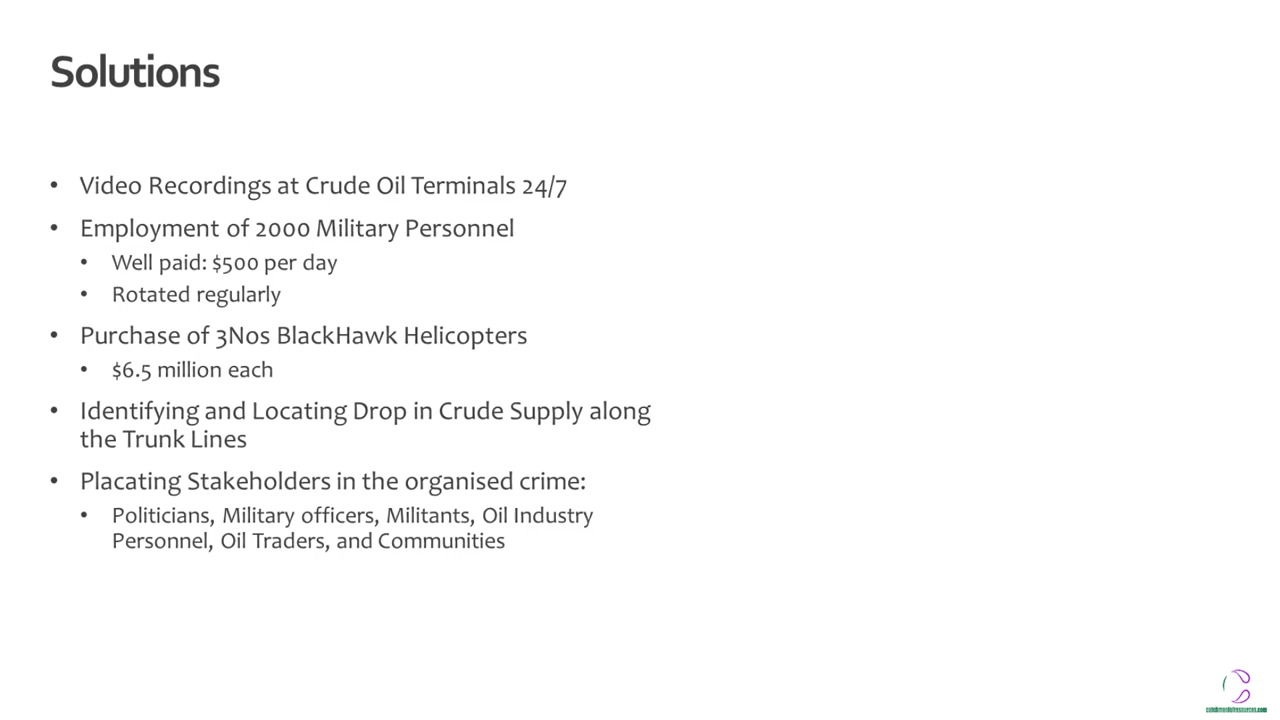 Solutions
• Video Recordings at Crude Oil Terminals 24/7
• Employment of 2000 Military Personnel
• Well paid: $500 per day
• Rotated regularly
• Purchase of 3Nos BlackHawk Helicopters
• $6.5 million each
• Identifying and Locating Drop in Crude Supply along
the Trunk Lines
• Placating Stakeholders in the organised crime:
• Politicians, Military officers, Militants, Oil Industry
Personnel, Oil Traders, and Communities